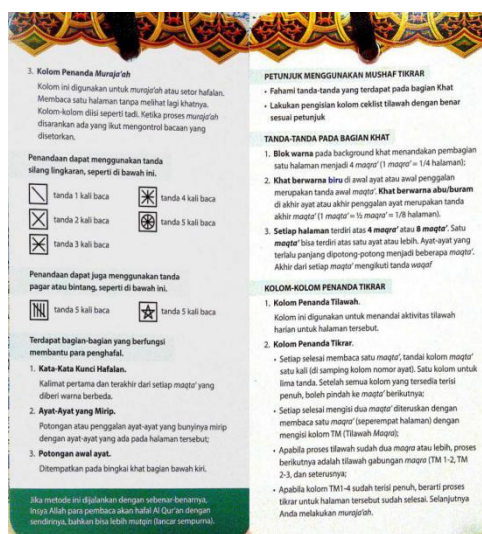 3. Kolom Penanda Muraja'ah
Kolom ini digunakan untuk muraja'ah atau setor hafalan.
Membaca satu halaman tanpa melihat lagi khatnya.
Kolom-kolom diisi seperti tadi. Ketika proses muraja'ah
disarankan ada yang ikut mengontrol bacaan yang
disetorkan.
Penandaan dapat menggunakan tanda
silang lingkaran, seperti di bawah ini.
tanda 1 kali baca
tanda 4 kali baca
tanda 2 kali baca
tanda 5 kali baca
tanda 3 kali baca
Penandaan dapat juga menggunakan tanda
pagar atau bintang, seperti di bawah ini.
tanda 5 kali baca
tanda 5 kali baca
Terdapat bagian-bagian yang berfungsi
membantu para penghafal.
1. Kata-Kata Kunci Hafalan.
Kalimat pertama dan terakhir dari setiap maqta' yang
diberi warna berbeda.
2. Ayat-Ayat yang Mirip.
Potongan atau penggalan ayat-ayat yang bunyinya mirip
dengan ayat-ayat yang ada pada halaman tersebut;
3. Potongan awal ayat.
Ditempatkan pada bingkai khat bagian bawah kiri.
Jika metode ini dijalankan dengan sebenar-benarnya,
Insya Allah para pembaca akan hafal Al Qur'an dengan
sendirinya, bahkan bisa lebih mutqin (lancar sempurna).
PETUNJUK MENGGUNAKAN MUSHAF TIKRAR
• Fahami tanda-tanda yang terdapat pada bagian Khat
• Lakukan pengisian kolom ceklist tilawah dengan benar
sesuai petunjuk
TANDA-TANDA PADA BAGIAN KHAT
1. Blok warna pada background khat menandakan pembagian
satu halaman menjadi 4 maqra' (1 maqra' = 1/4 halaman);
2. Khat berwarna biru di awal ayat atau awal penggalan
merupakan tanda awal maqta'. Khat berwarna abu/buram
di akhir ayat atau akhir penggalan ayat merupakan tanda
akhir maqta' (1 maqta' = ½ maqra' = 1/8 halaman).
3. Setiap halaman terdiri atas 4 maqra' atau 8 maqta'. Satu
maqta' bisa terdiri atas satu ayat atau lebih. Ayat-ayat yang
terlalu panjang dipotong-potong menjadi beberapa maqta'.
Akhir dari setiap maqta' mengikuti tanda waqaf
KOLOM-KOLOM PENANDA TIKRAR
1. Kolom Penanda Tilawah.
Kolom ini digunakan untuk menandai aktivitas tilawah
harian untuk halaman tersebut.
2. Kolom Penanda Tikrar.
• Setiap selesai membaca satu maqta', tandai kolom maqta'
satu kali (di samping kolom nomor ayat). Satu kolom untuk
lima tanda. Setelah semua kolom yang tersedia terisi
penuh, boleh pindah ke maqta' berikutnya;
• Setiap selesai mengisi dua maqta' diteruskan dengan
membaca satu maqra' (seperempat halaman) dengan
mengisi kolom TM (Tilawah Maqra);
• Apabila proses tilawah sudah dua maqra atau lebih, proses
berikutnya adalah tilawah gabungan maqra (TM 1-2, TM
2-3, dan seterusnya;
• Apabila kolom TM1-4 sudah terisi penuh, berarti proses
tikrar untuk halaman tersebut sudah selesai. Selanjutnya
Anda melakukan muraja'ah.